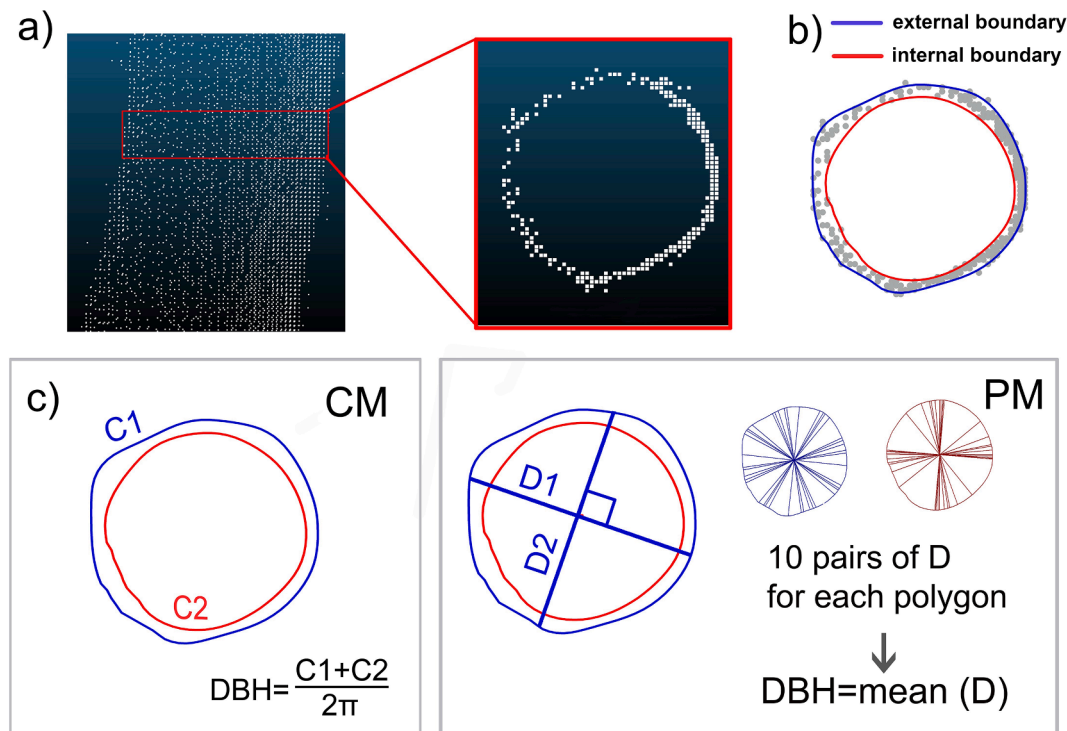 a)
b)
external boundary
internal boundary
c)
CM
C1
C2
DBH=C1+C2/2π
PM
D1
D2
10 pairs of D
for each polygon
DBH=mean (D)